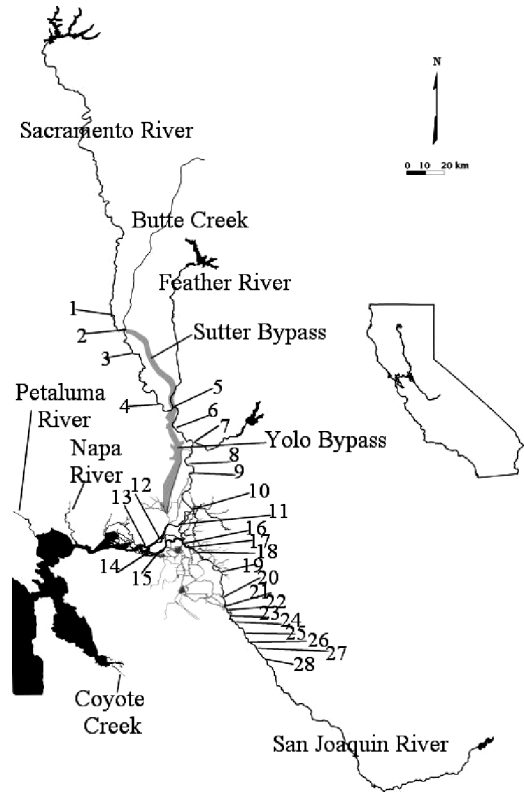 N
0 10 20 km
Sacramento River
Butte Creek
Feather River
1
2
Sutter Bypass
3
Petaluma
River
4
5
6
7
Napa
River
Yolo Bypass
8
9
10
11
12
13
14
15
16
17
18
19
20
21
22
23
24
25
26
27
28
Coyote
Creek
San Joaquin River